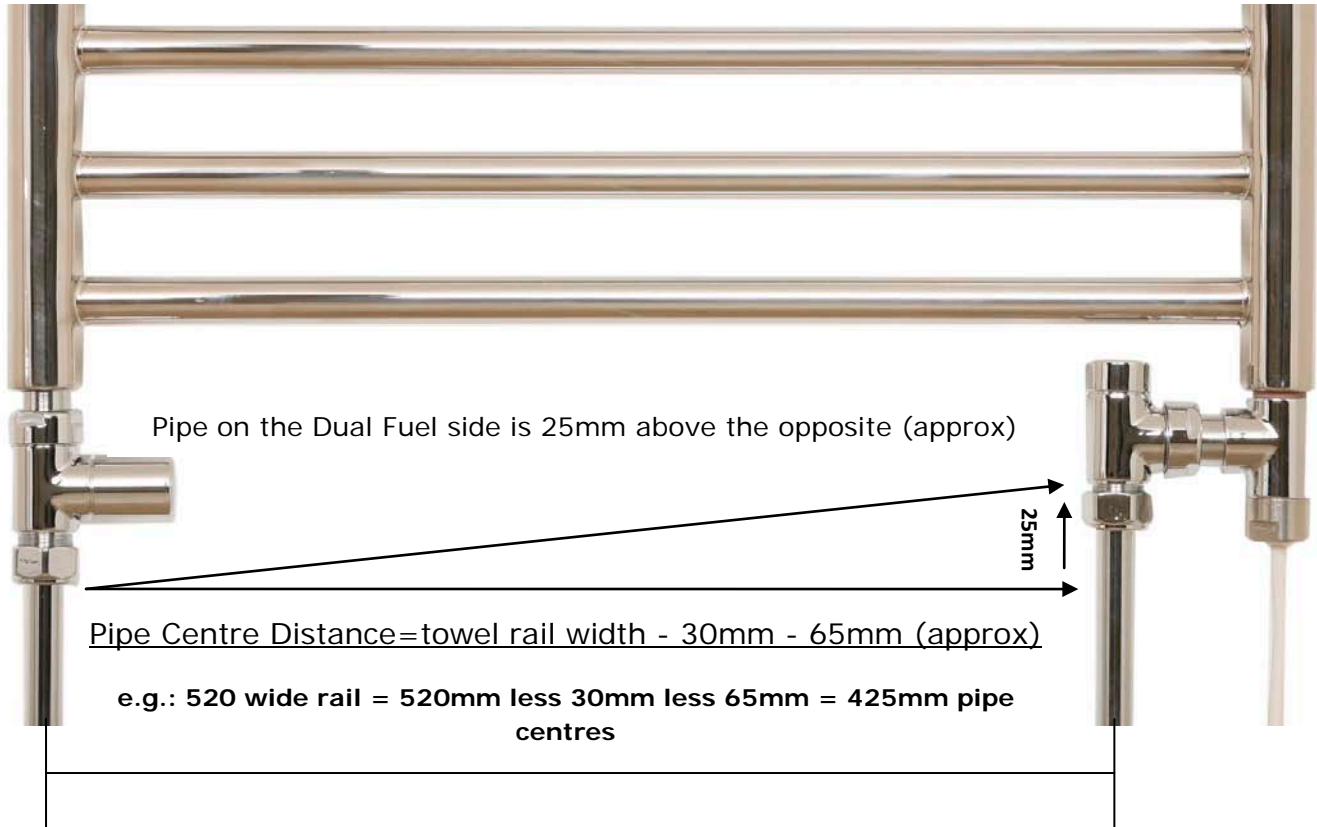 Pipe on the Dual Fuel side is 25mm above the opposite (approx)
25mm
Pipe Centre Distance=towel rail width - 30mm - 65mm (approx)
e.g.: 520 wide rail = 520mm less 30mm less 65mm = 425mm pipe
centres